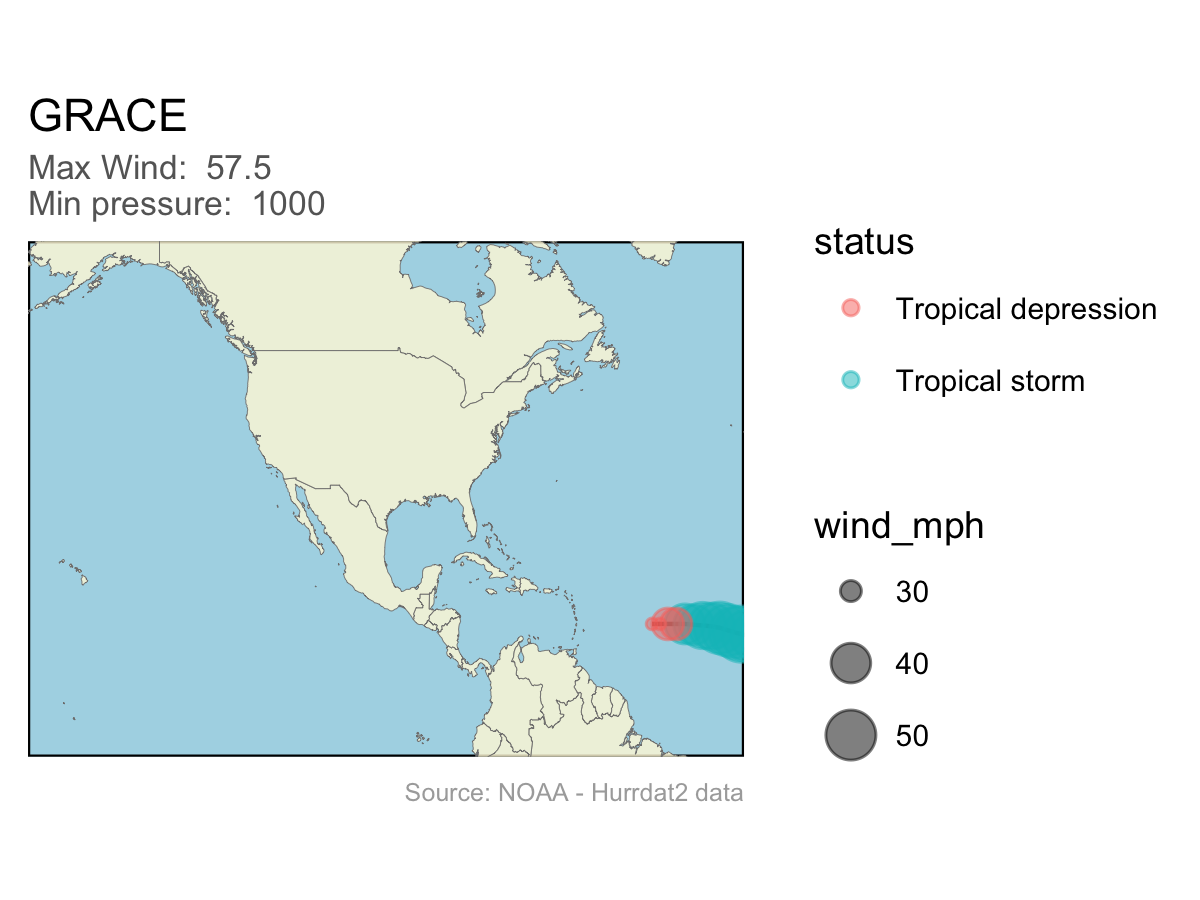 GRACE
Max Wind:  57.5
Min pressure:  1000
status
Tropical depression
Tropical storm
wind_mph
30
40
50
Source: NOAA - Hurrdat2 data